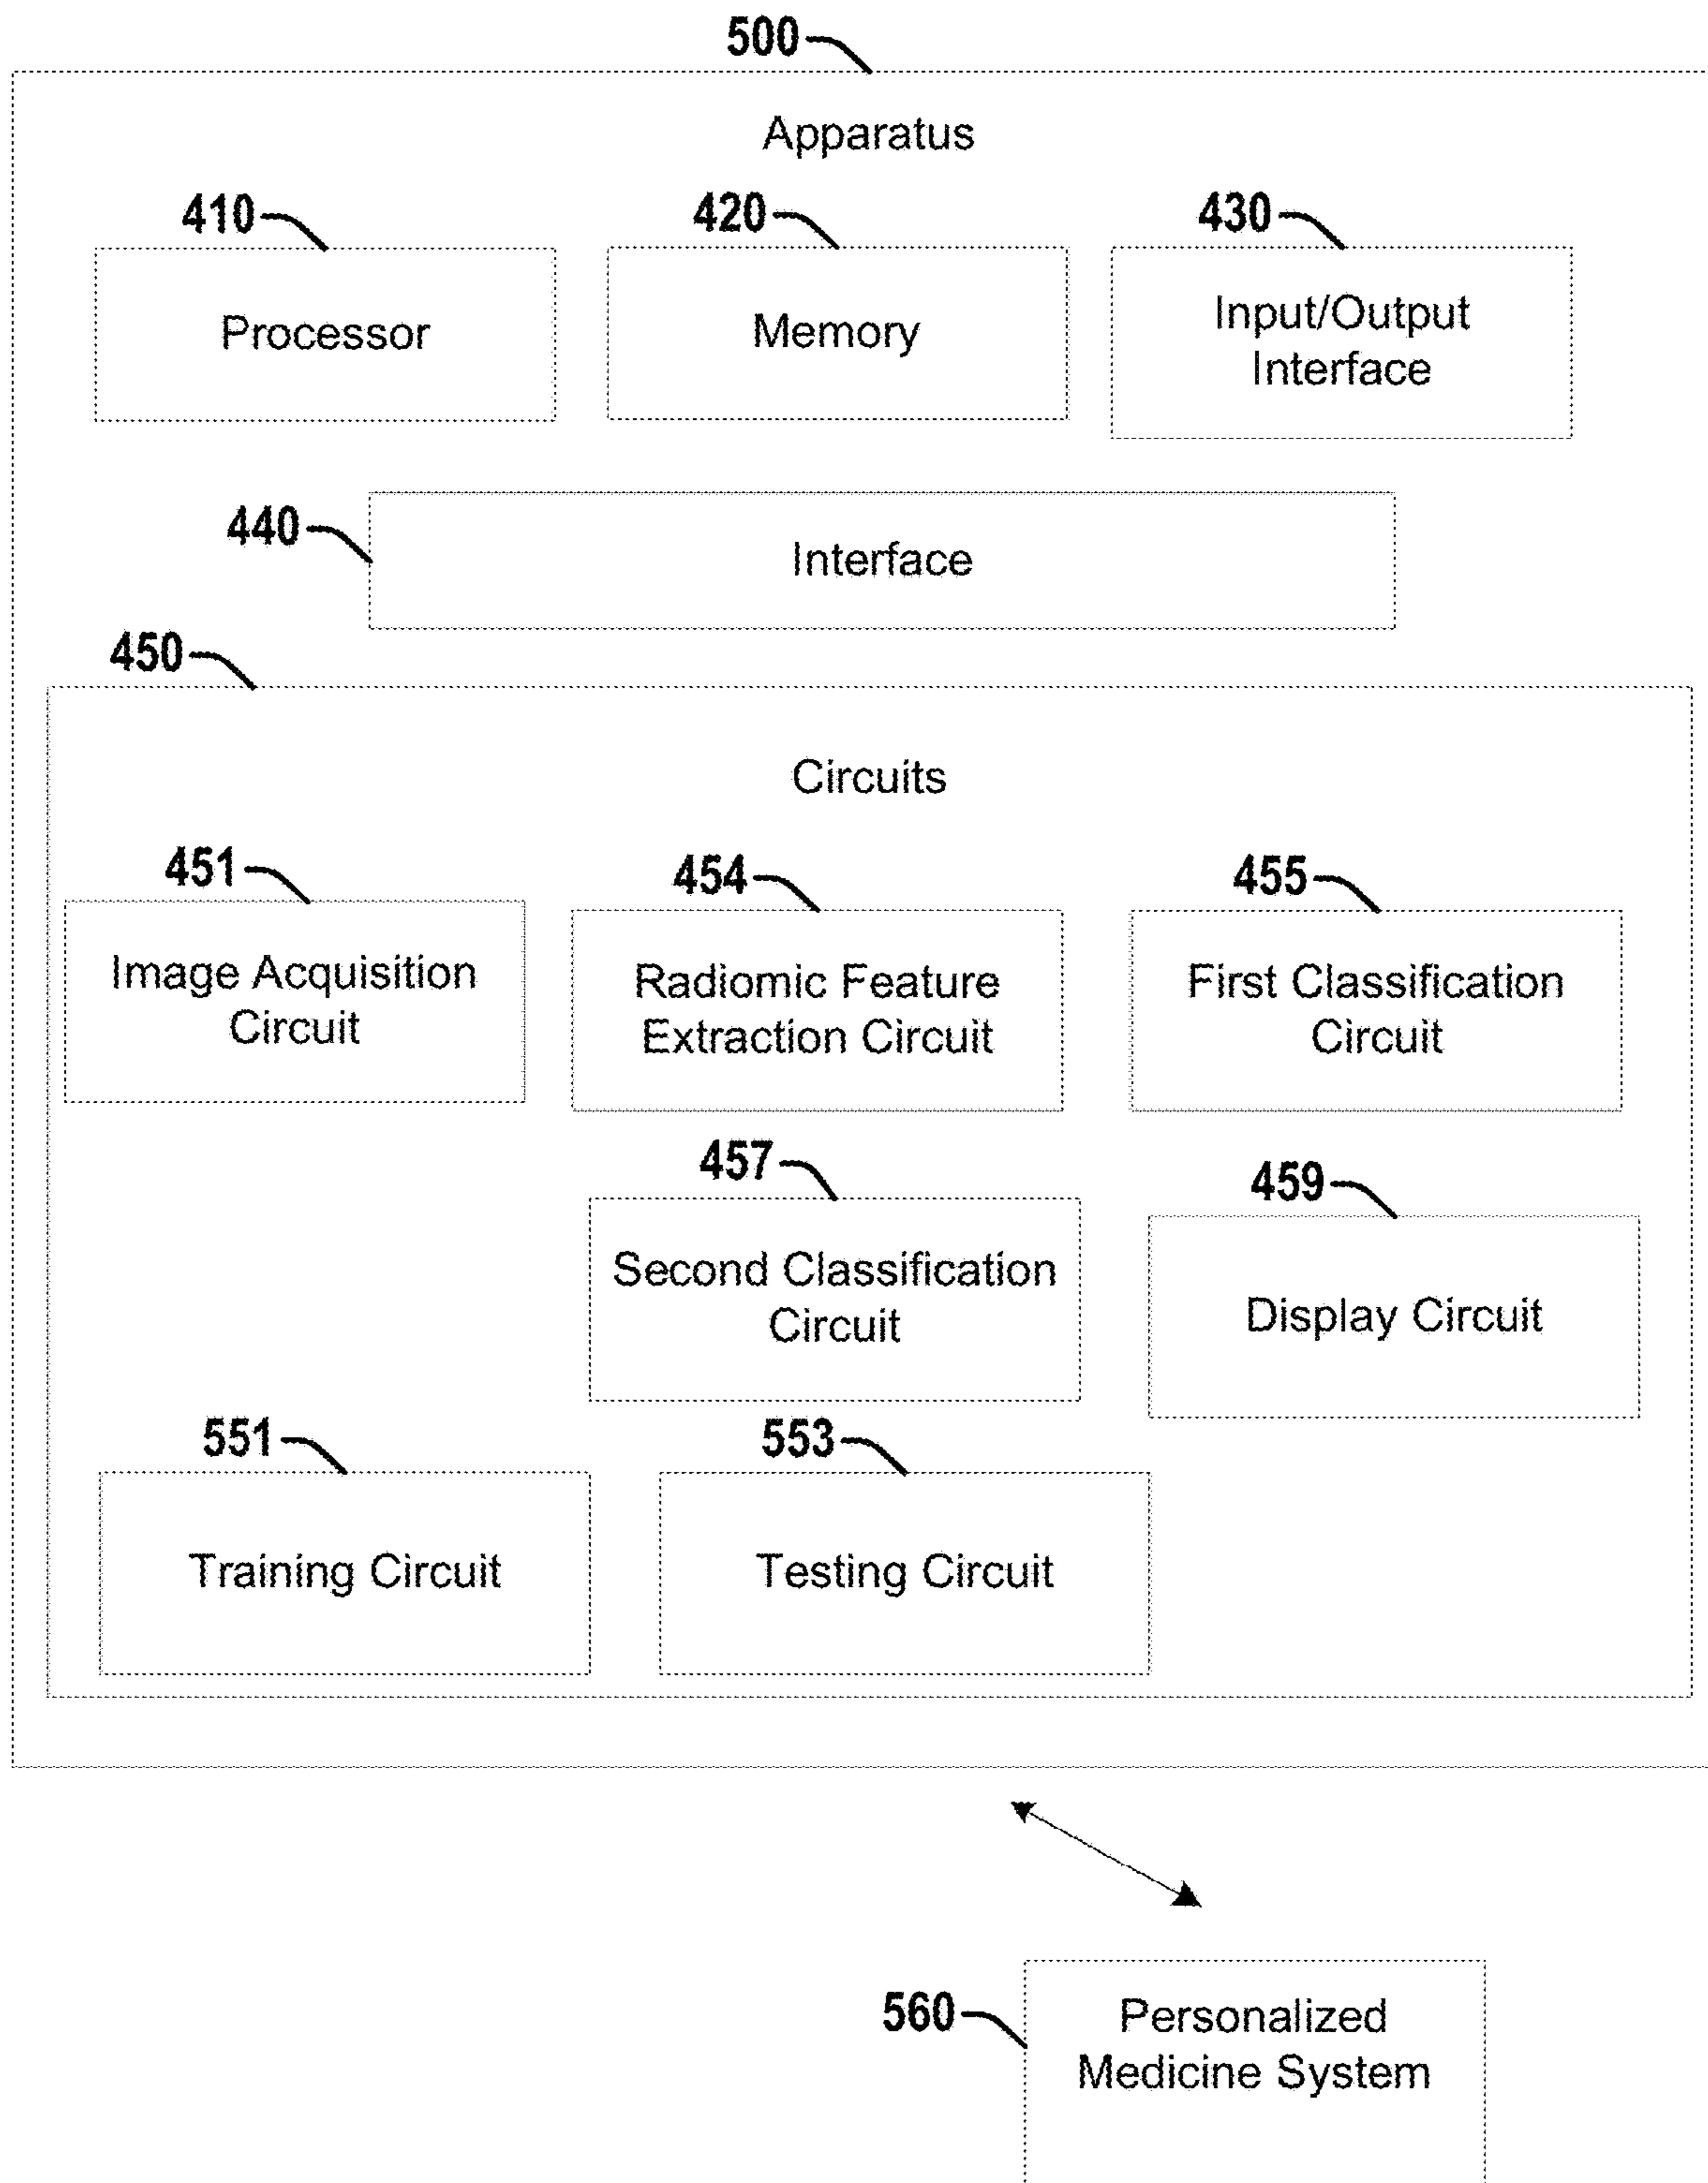 500
Apparatus
410
420
430
Processor
Memory
Input/Output
Interface
440
Interface
450
Circuits
451
454
455
Image Acquisition
Circuit
Radiomic Feature
Extraction Circuit
First Classification
Circuit
457
459
Second Classification
Circuit
Display Circuit
551
553
Training Circuit
Testing Circuit
560
Personalized
Medicine System